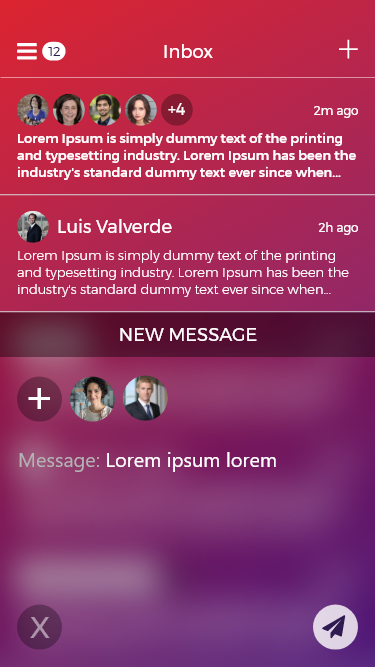 12
Inbox
+
+4
2m ago
Lorem Ipsum is simply dummy text of the printing
and typesetting industry. Lorem Ipsum has been the
industry's standard dummy text ever since when...
Luis Valverde
2h ago
Lorem Ipsum is simply dummy text of the printing
and typesetting industry. Lorem Ipsum has been the
industry's standard dummy text ever since when...
NEW MESSAGE
+
Message: Lorem ipsum lorem
X